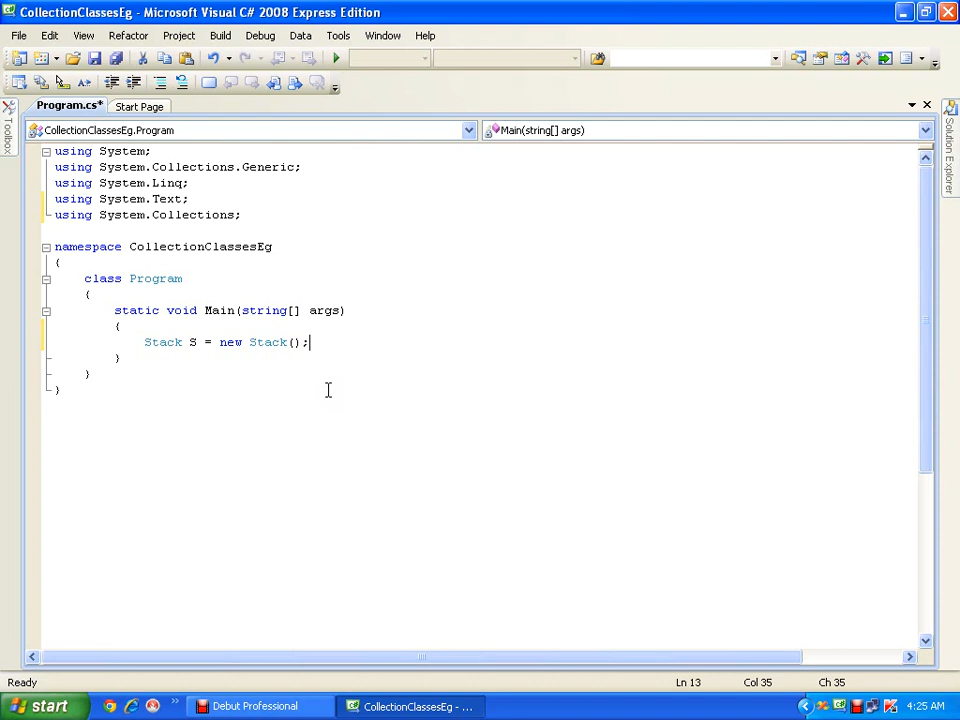 CollectionClassesEg - Microsoft Visual C# 2008 Express Edition
File Edit View Refactor Project Build Debug Data Tools Window Help
Program.cs* Start Page
CollectionClassesEg.Program Main(string[] args)
Toolbox
Solution Explorer
using System;
using System.Collections.Generic;
using System.Linq;
using System.Text;
using System.Collections;
namespace CollectionClassesEg
{
class Program
{
static void Main(string[] args)
{
Stack S = new Stack();
}
}
}
Ready Ln 13 Col 35 Ch 35
start Debut Professional CollectionClassesEg - ... 4:25 AM